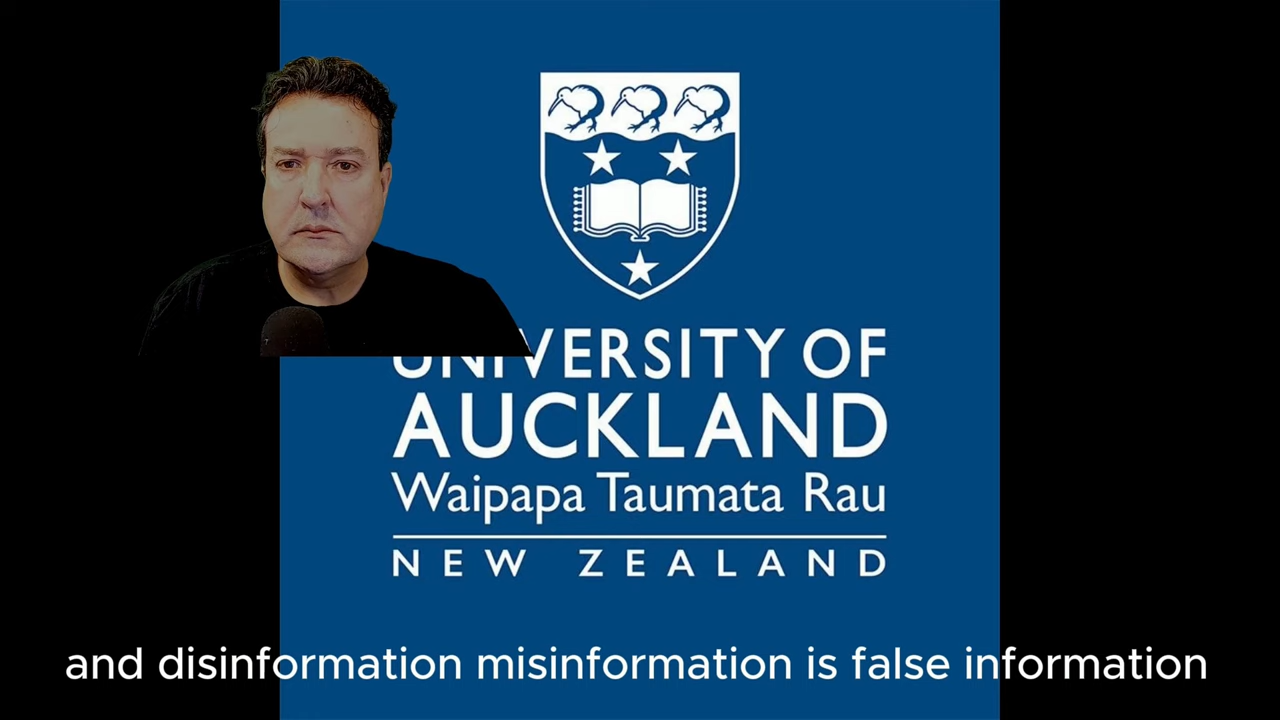 UNIVERSITY OF
AUCKLAND
Waipapa Taumata Rau
NEW ZEALAND
and disinformation misinformation is false information